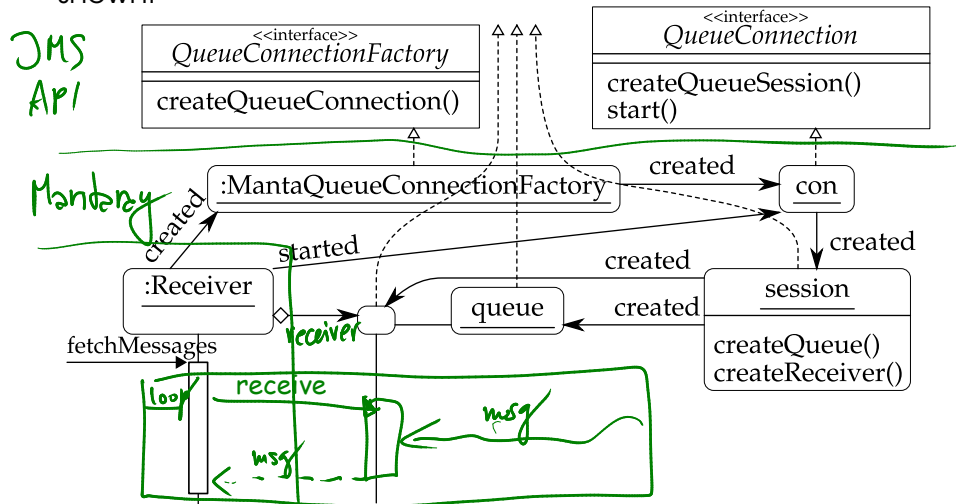 <<interface>>
QueueConnectionFactory
createQueueConnection()
<<interface>>
QueueConnection
createQueueSession()
start()
JMS
API
Mantaray
:MantaQueueConnectionFactory
created
con
created
started
created
:Receiver
created
session
queue
created
receiver
createQueue()
createReceiver()
fetchMessages
loop
receive
msg
msg